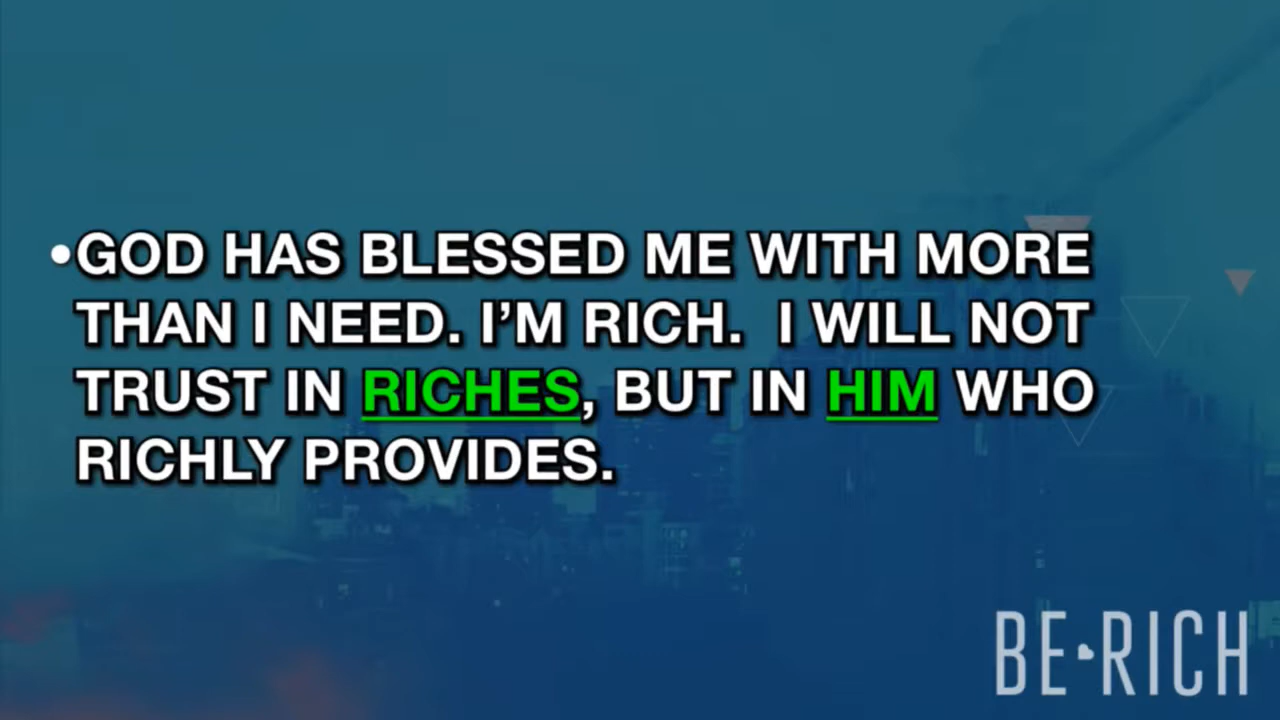 •GOD HAS BLESSED ME WITH MORE
THAN I NEED. I’M RICH.  I WILL NOT
TRUST IN RICHES, BUT IN HIM WHO
RICHLY PROVIDES.
BE RICH